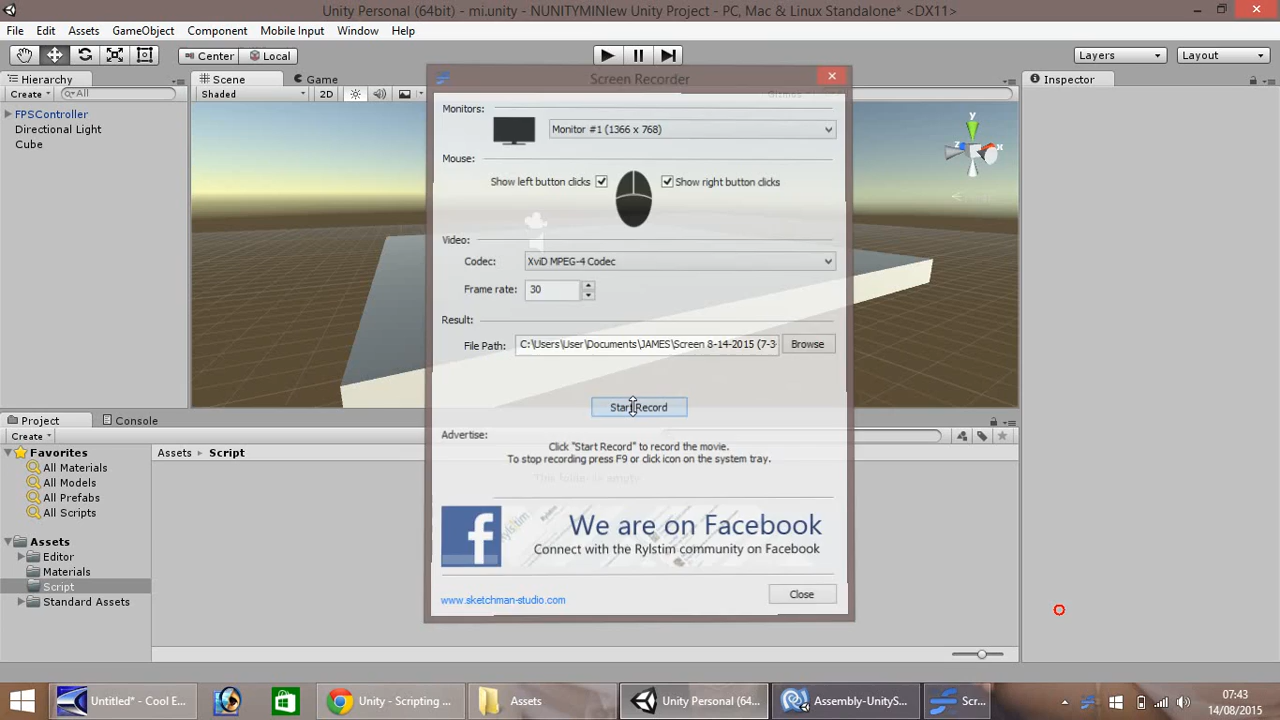 Unity Personal (64bit) - mi.unity - NUNITYMINIew Unity Project - PC, Mac & Linux Standalone* <DX11>
File Edit Assets GameObject Component Mobile Input Window Help
Center Local Layers Layout
Hierarchy Scene Game Inspector
Create All Shaded 2D Gizmos
FPSController
Directional Light
Cube
y
z x
Screen Recorder
Monitors:
Monitor #1 (1366 x 768)
Mouse:
Show left button clicks Show right button clicks
Video:
Codec: XviD MPEG-4 Codec
Frame rate: 30
Result:
File Path: C:\Users\User\Documents\JAMES\Screen 8-14-2015 (7-3- Browse
Start Record
Advertise:
Click "Start Record" to record the movie.
To stop recording press F9 or click icon on the system tray.
We are on Facebook
Connect with the Rylstim community on Facebook
www.sketchman-studio.com Close
Project Console
Create
Favorites
All Materials
All Models
All Prefabs
All Scripts
Assets
Editor
Materials
Script
Standard Assets
Assets Script
This folder is empty
Untitled* - Cool E... Unity - Scripting ... Assets Unity Personal (64... Assembly-UnityS... Scr...
07:43
14/08/2015